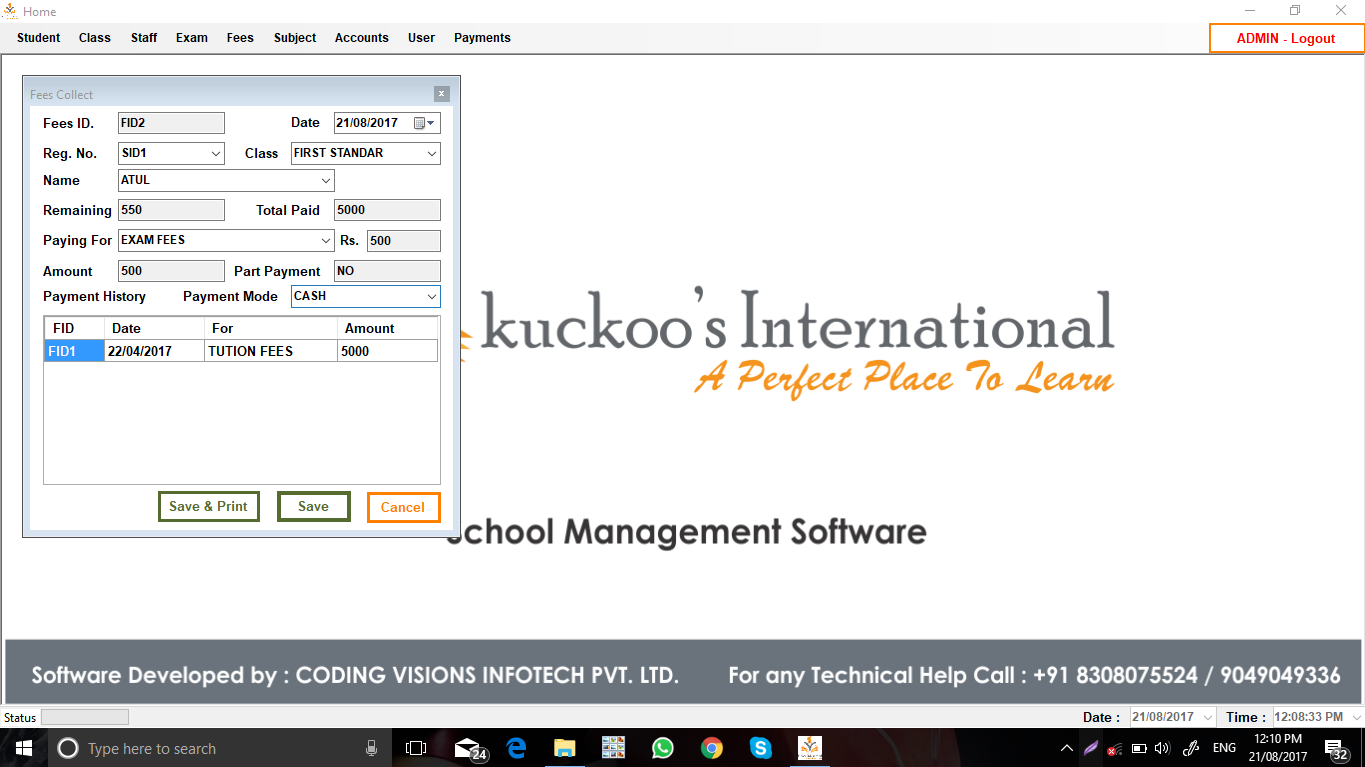 Home
Student Class Staff Exam Fees Subject Accounts User Payments ADMIN - Logout
Fees Collect x
Fees ID. FID2 Date 21/08/2017
Reg. No. SID1 Class FIRST STANDAR
Name ATUL
Remaining 550 Total Paid 5000
Paying For EXAM FEES Rs. 500
Amount 500 Part Payment NO
Payment History Payment Mode CASH
FID Date For Amount
FID1 22/04/2017 TUTION FEES 5000
Save & Print Save Cancel
kuckoo's International
A Perfect Place To Learn
School Management Software
Software Developed by : CODING VISIONS INFOTECH PVT. LTD. For any Technical Help Call : +91 8308075524 / 9049049336
Status Date : 21/08/2017 Time : 12:08:33 PM
Type here to search 24 ENG 12:10 PM 32
21/08/2017